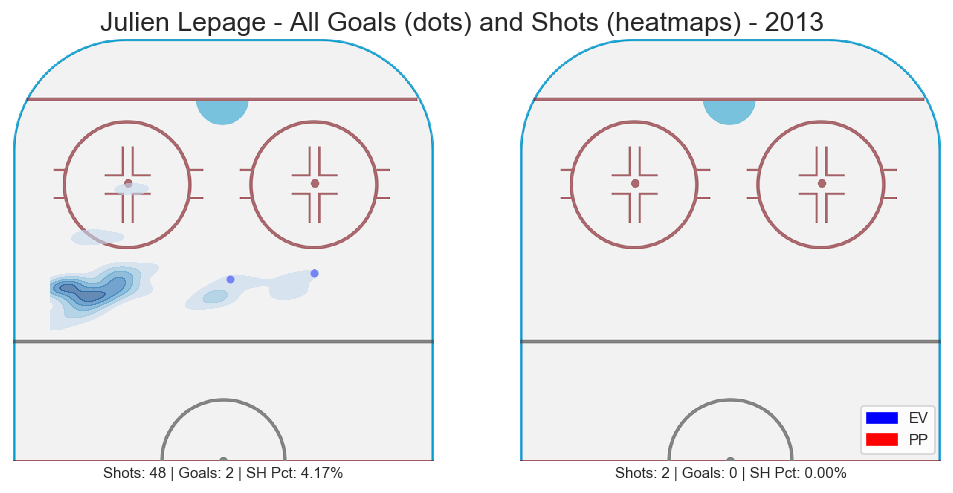 Julien Lepage - All Goals (dots) and Shots (heatmaps) - 2013
EV
PP
Shots: 48 | Goals: 2 | SH Pct: 4.17%
Shots: 2 | Goals: 0 | SH Pct: 0.00%